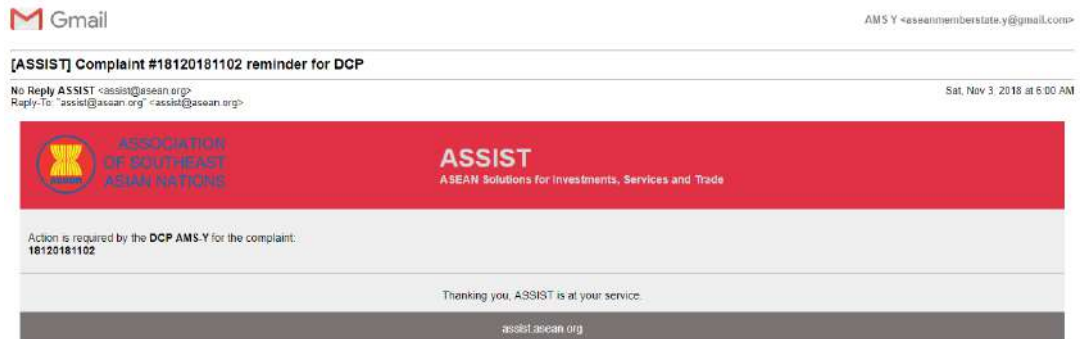 Gmail
AMS Y <aseanmemberstate.y@gmail.com>
[ASSIST] Complaint #18120181102 reminder for DCP
No Reply ASSIST <assist@asean.org>
Sat, Nov 3, 2018 at 6:00 AM
Reply-To: "assist@asean.org" <assist@asean.org>
ASSOCIATION
OF SOUTHEAST
ASIAN NATIONS
asean
ASSIST
ASEAN Solutions for Investments, Services and Trade
Action is required by the DCP AMS-Y for the complaint:
18120181102
Thanking you, ASSIST is at your service.
assist.asean.org